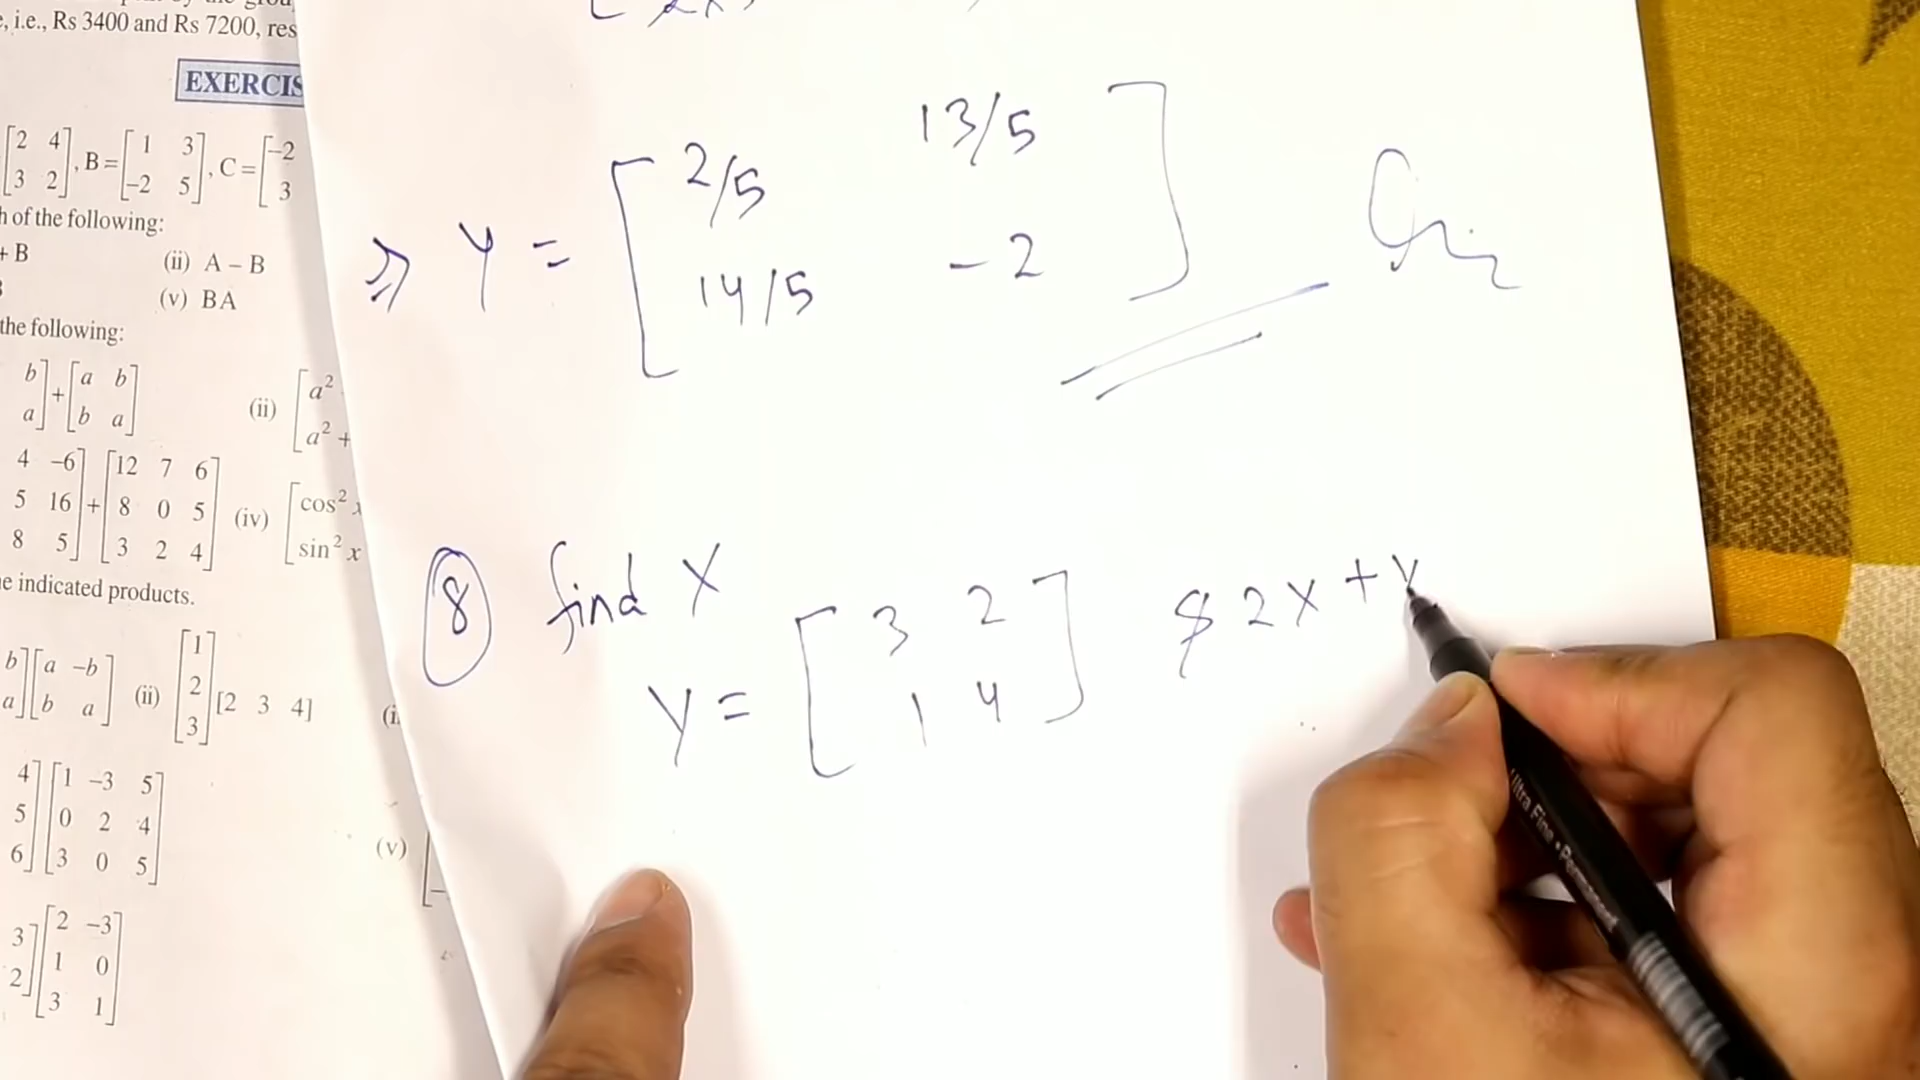 , i.e., Rs 3400 and Rs 7200, res
EXERCIS
[2 4
3 2], B=[1 3
-2 5], C=[-2
3
h of the following:
+ B (ii) A – B
(v) BA
the following:
b
a]+[a b
b a] (ii) [a²
a² +
4 -6
5 16
8 5]+[12 7 6
8 0 5
3 2 4] (iv) [cos² x
sin² x
e indicated products.
b
a][a -b
b a] (ii) [1
2
3][2 3 4]
4
5
6][1 -3 5
0 2 4
3 0 5] (v) [
3
2][2 -3
1 0
3 1]
⇒ Y = [2/5 13/5
14/5 -2]
8 find X
Y = [3 2
1 4] & 2X + Y
Ultra Fine • Permanent